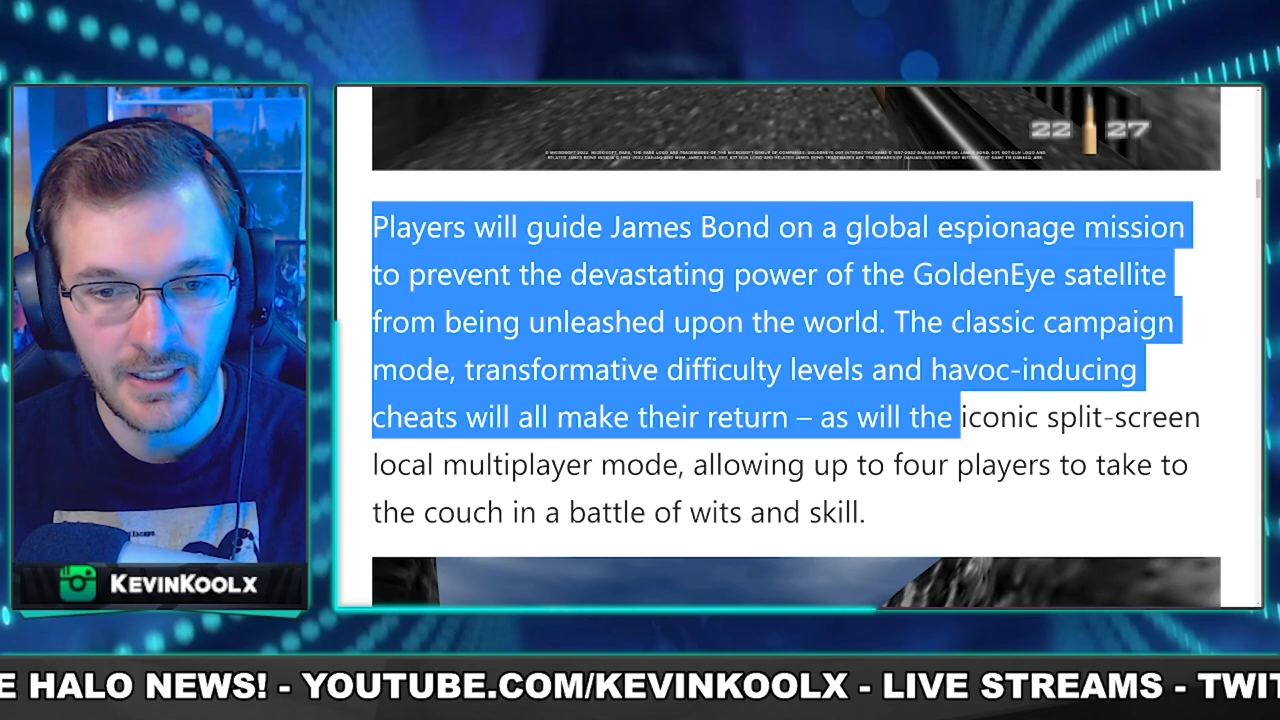 22 27
Players will guide James Bond on a global espionage mission
to prevent the devastating power of the GoldenEye satellite
from being unleashed upon the world. The classic campaign
mode, transformative difficulty levels and havoc-inducing
cheats will all make their return – as will the iconic split-screen
local multiplayer mode, allowing up to four players to take to
the couch in a battle of wits and skill.
KEVINKOOLX
E HALO NEWS! - YOUTUBE.COM/KEVINKOOLX - LIVE STREAMS - TWIT